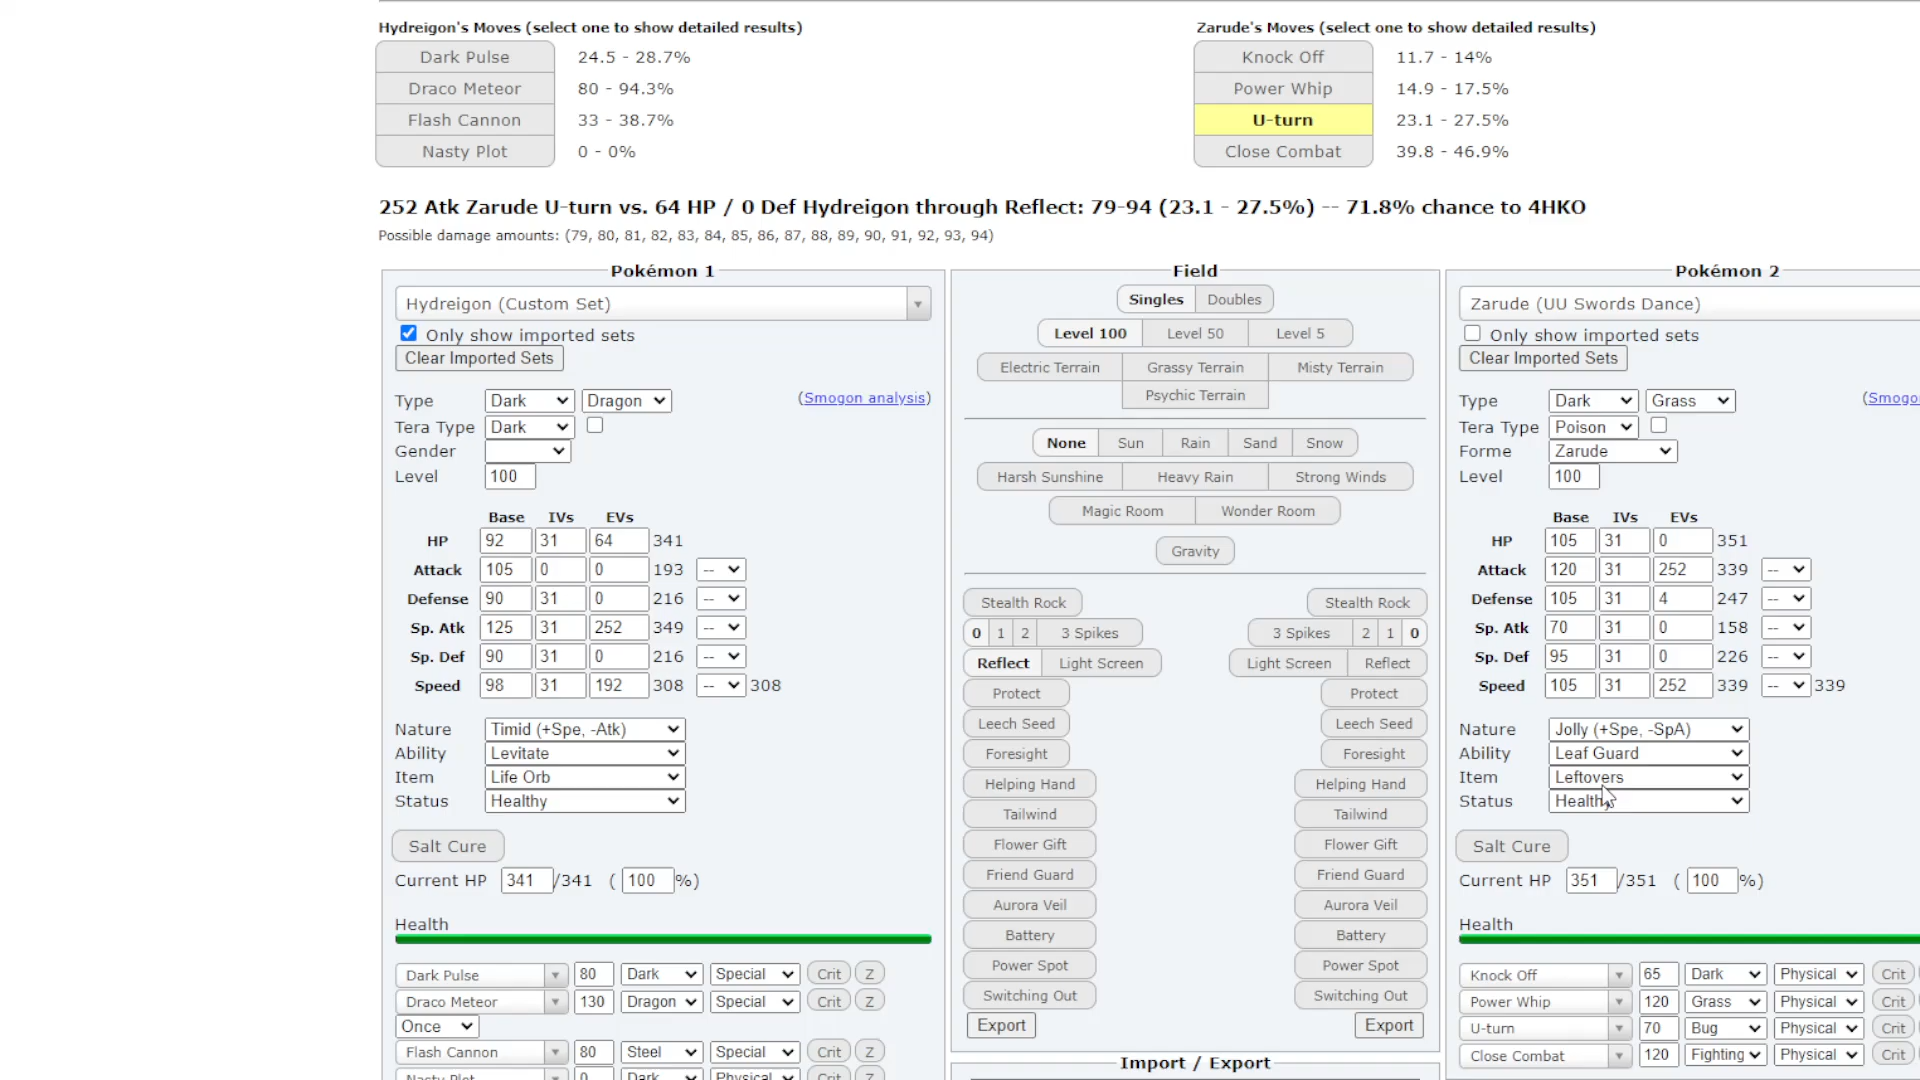 Hydreigon's Moves (select one to show detailed results)
Dark Pulse 24.5 - 28.7%
Draco Meteor 80 - 94.3%
Flash Cannon 33 - 38.7%
Nasty Plot 0 - 0%
Zarude's Moves (select one to show detailed results)
Knock Off 11.7 - 14%
Power Whip 14.9 - 17.5%
U-turn 23.1 - 27.5%
Close Combat 39.8 - 46.9%
252 Atk Zarude U-turn vs. 64 HP / 0 Def Hydreigon through Reflect: 79-94 (23.1 - 27.5%) -- 71.8% chance to 4HKO
Possible damage amounts: (79, 80, 81, 82, 83, 84, 85, 86, 87, 88, 89, 90, 91, 92, 93, 94)
Pokémon 1
Hydreigon (Custom Set)
Only show imported sets
Clear Imported Sets
Type Dark Dragon (Smogon analysis)
Tera Type Dark
Gender
Level 100
Base IVs EVs
HP 92 31 64 341
Attack 105 0 0 193 --
Defense 90 31 0 216 --
Sp. Atk 125 31 252 349 --
Sp. Def 90 31 0 216 --
Speed 98 31 192 308 -- 308
Nature Timid (+Spe, -Atk)
Ability Levitate
Item Life Orb
Status Healthy
Salt Cure
Current HP 341 /341 ( 100 %)
Health
Dark Pulse 80 Dark Special Crit Z
Draco Meteor 130 Dragon Special Crit Z
Once
Flash Cannon 80 Steel Special Crit Z
Nasty Plot 0 Dark Physical Crit Z
Field
Singles Doubles
Level 100 Level 50 Level 5
Electric Terrain Grassy Terrain Misty Terrain
Psychic Terrain
None Sun Rain Sand Snow
Harsh Sunshine Heavy Rain Strong Winds
Magic Room Wonder Room
Gravity
Stealth Rock Stealth Rock
0 1 2 3 Spikes 3 Spikes 2 1 0
Reflect Light Screen Light Screen Reflect
Protect Protect
Leech Seed Leech Seed
Foresight Foresight
Helping Hand Helping Hand
Tailwind Tailwind
Flower Gift Flower Gift
Friend Guard Friend Guard
Aurora Veil Aurora Veil
Battery Battery
Power Spot Power Spot
Switching Out Switching Out
Export Export
Import / Export
Pokémon 2
Zarude (UU Swords Dance)
Only show imported sets
Clear Imported Sets
Type Dark Grass (Smogo
Tera Type Poison
Forme Zarude
Level 100
Base IVs EVs
HP 105 31 0 351
Attack 120 31 252 339 --
Defense 105 31 4 247 --
Sp. Atk 70 31 0 158 --
Sp. Def 95 31 0 226 --
Speed 105 31 252 339 -- 339
Nature Jolly (+Spe, -SpA)
Ability Leaf Guard
Item Leftovers
Status Healthy
Salt Cure
Current HP 351 /351 ( 100 %)
Health
Knock Off 65 Dark Physical Crit
Power Whip 120 Grass Physical Crit
U-turn 70 Bug Physical Crit
Close Combat 120 Fighting Physical Crit